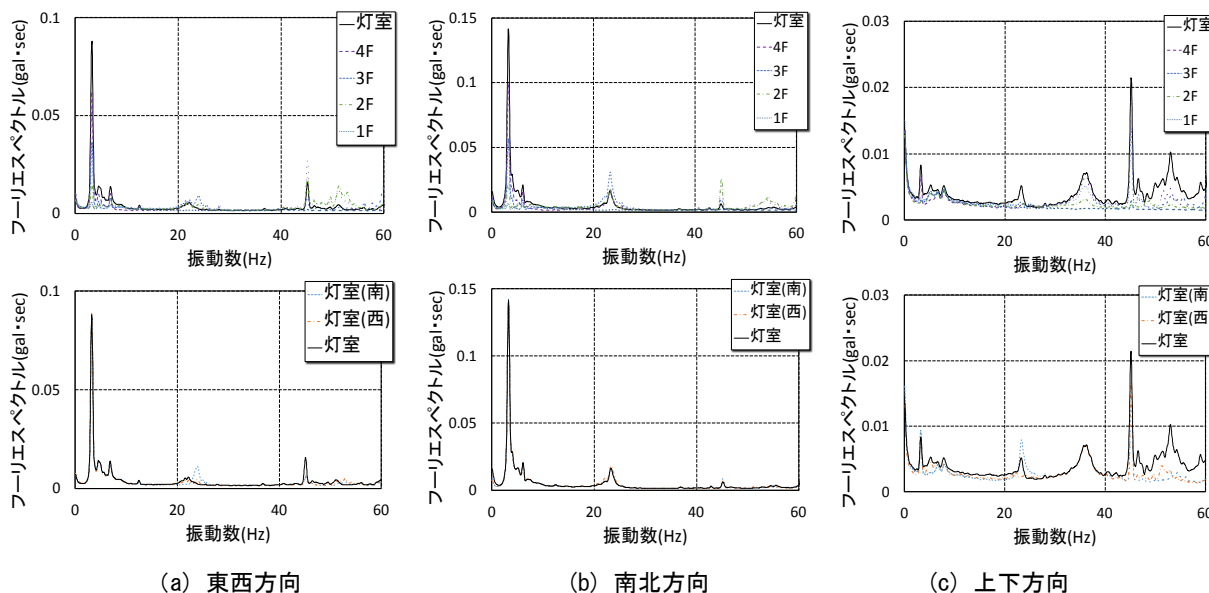 フーリエスペクトル(gal・sec)
0.1
0.05
0
0
20
40
60
振動数(Hz)
灯室
4F
3F
2F
1F
フーリエスペクトル(gal・sec)
0.15
0.1
0.05
0
0
20
40
60
振動数(Hz)
灯室
4F
3F
2F
1F
フーリエスペクトル(gal・sec)
0.03
0.02
0.01
0
0
20
40
60
振動数(Hz)
灯室
4F
3F
2F
1F
フーリエスペクトル(gal・sec)
0.1
0.05
0
0
20
40
60
振動数(Hz)
灯室(南)
灯室(西)
灯室
フーリエスペクトル(gal・sec)
0.15
0.1
0.05
0
0
20
40
60
振動数(Hz)
灯室(南)
灯室(西)
灯室
フーリエスペクトル(gal・sec)
0.03
0.02
0.01
0
0
20
40
60
振動数(Hz)
灯室(南
灯室(西
灯室
(a) 東西方向
(b) 南北方向
(c) 上下方向